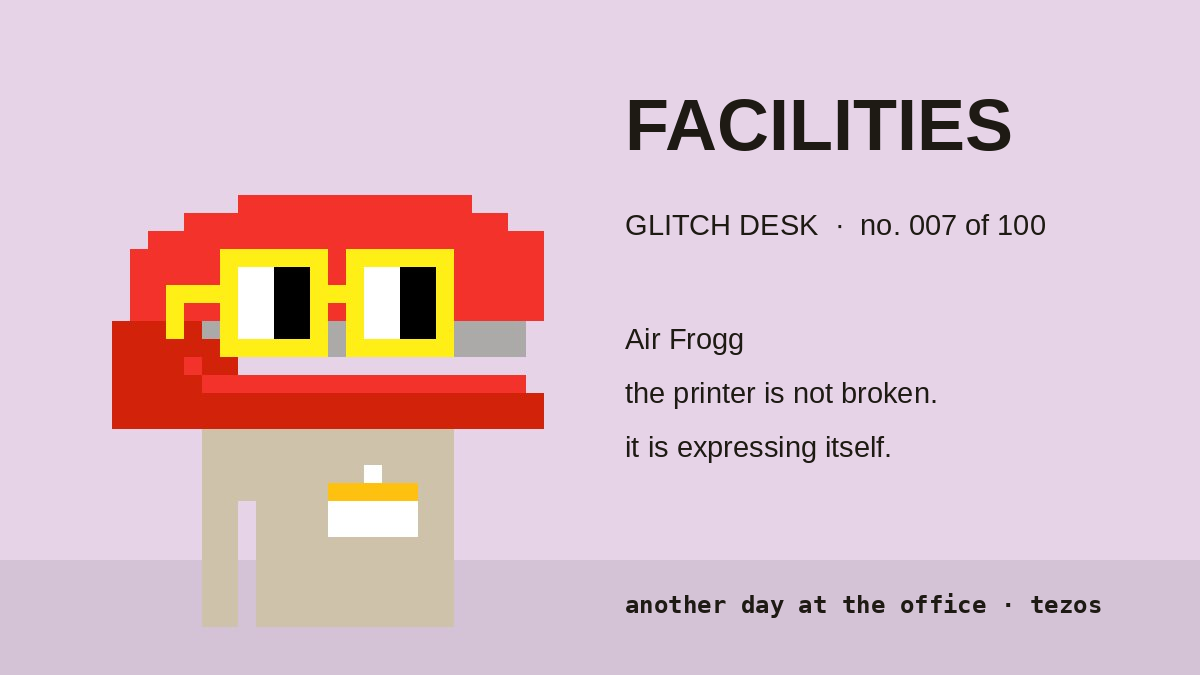 FACILITIES
GLITCH DESK · no. 007 of 100
Air Frogg
the printer is not broken.
it is expressing itself.
another day at the office · tezos